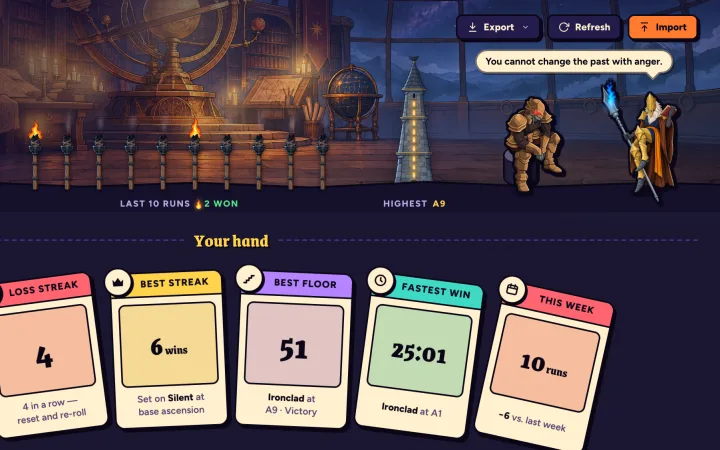 Export
Refresh
Import
You cannot change the past with anger.
LAST 10 RUNS 🔥2 WON
HIGHEST A9
Your hand
LOSS STREAK
4
4 in a row —
reset and re-roll
BEST STREAK
6 wins
Set on Silent at
base ascension
BEST FLOOR
51
Ironclad at
A9 · Victory
FASTEST WIN
25:01
Ironclad at A1
THIS WEEK
10 runs
−6 vs. last week